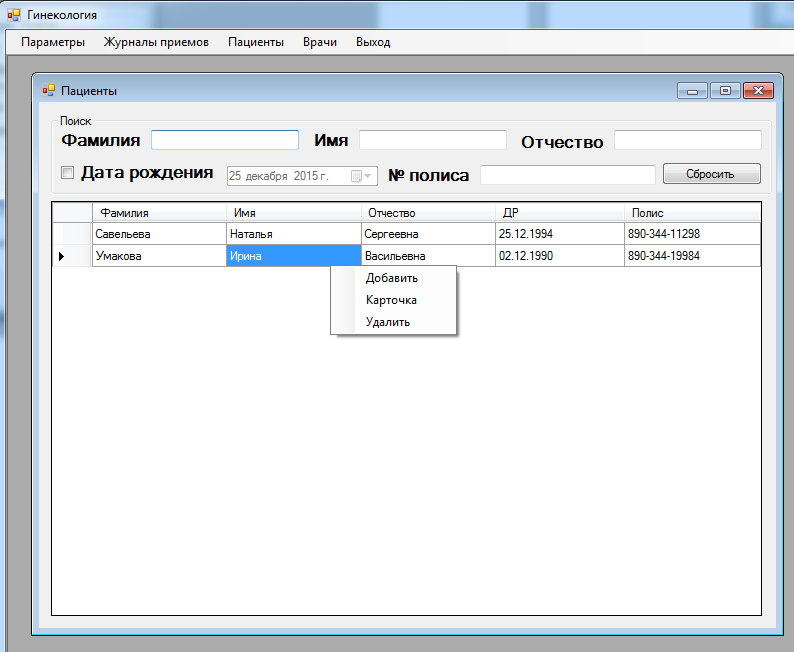 Гинекология
Параметры Журналы приемов Пациенты Врачи Выход
Пациенты
Поиск
Фамилия Имя Отчество
Дата рождения 25 декабря 2015 г. № полиса Сбросить
Фамилия Имя Отчество ДР Полис
Савельева Наталья Сергеевна 25.12.1994 890-344-11298
Умакова Ирина Васильевна 02.12.1990 890-344-19984
Добавить
Карточка
Удалить